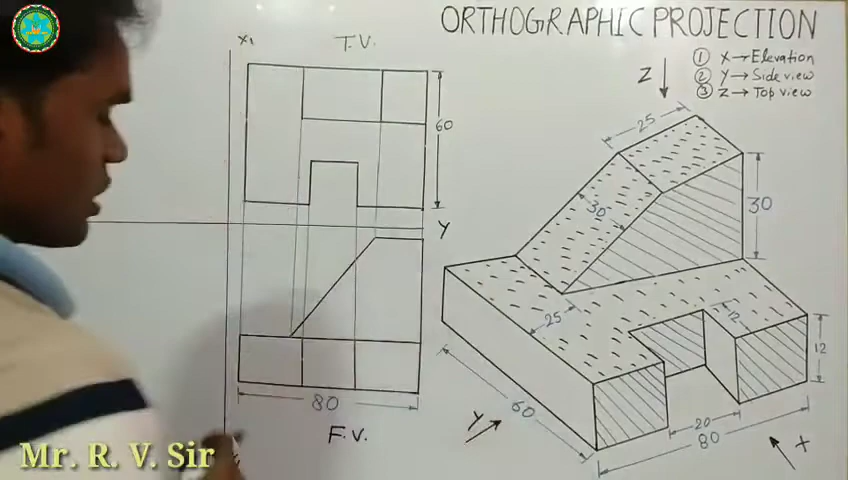 ORTHOGRAPHIC PROJECTION
① X→Elevation
② Y→Side view
③ Z→Top view
X₁
T.V.
60
Y
80
F.V.
Z
25
30
30
25
12
12
60
20
80
Y
X
Mr. R. V. Sir